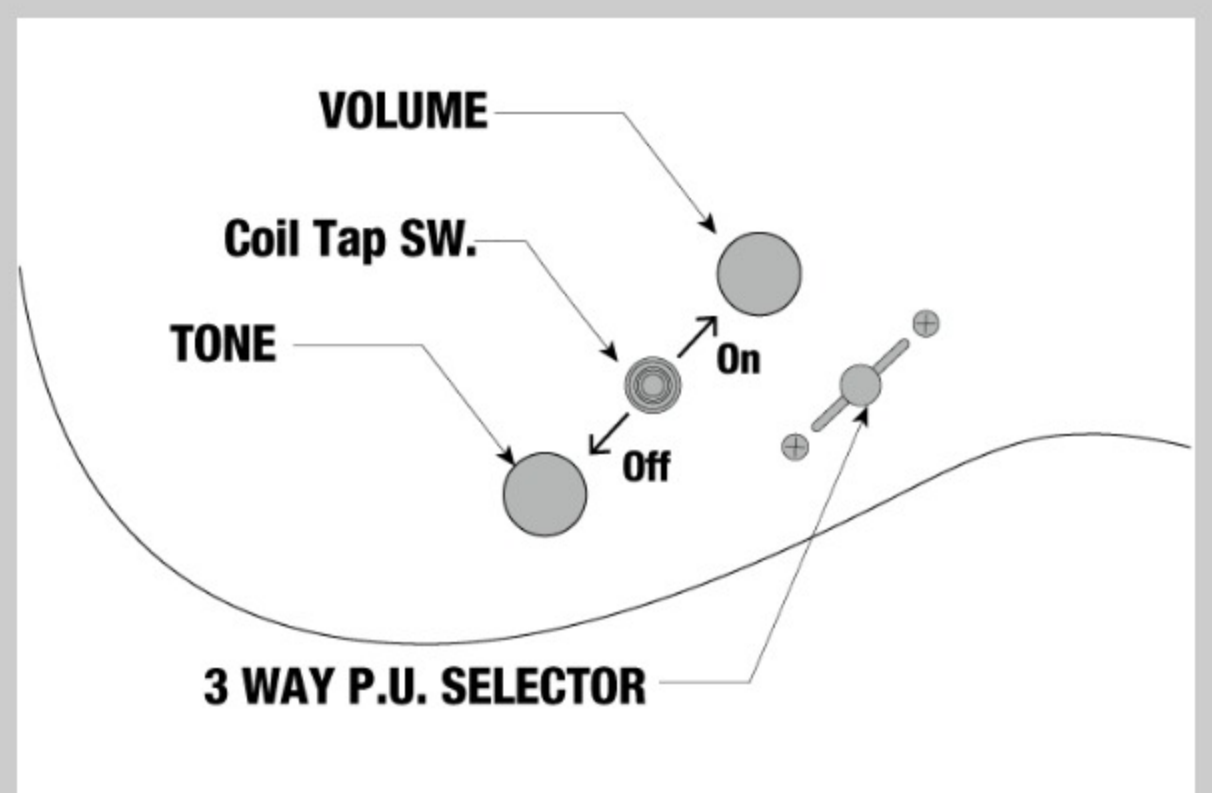 VOLUME
Coil Tap SW.
TONE
On
Off
3 WAY P.U. SELECTOR